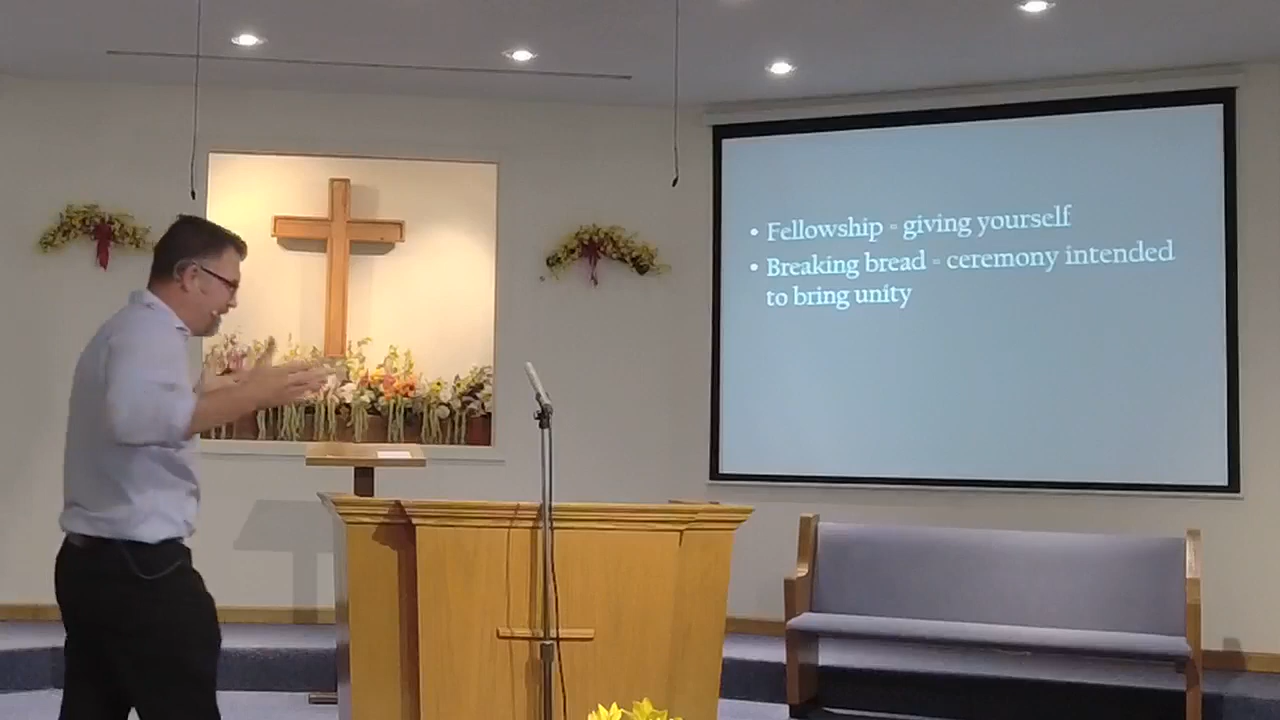 • Fellowship = giving yourself
• Breaking bread = ceremony intended
to bring unity